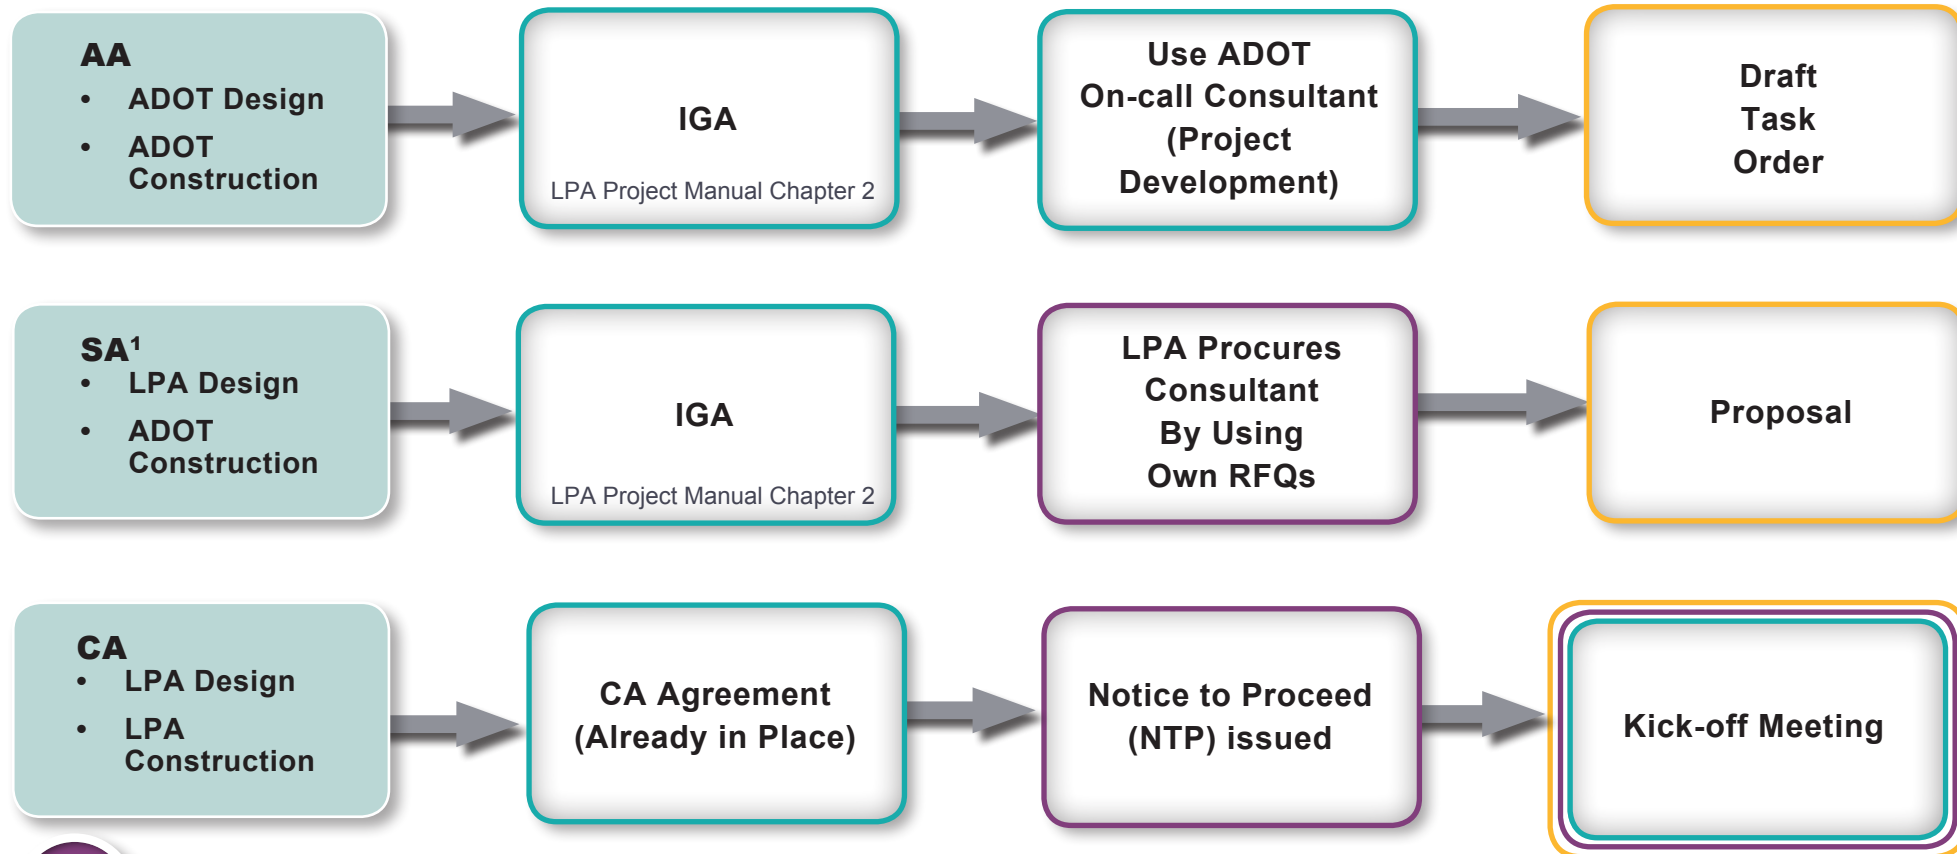 AA
• ADOT Design
• ADOT
Construction
IGA
LPA Project Manual Chapter 2
Use ADOT
On-call Consultant
(Project
Development)
Draft
Task
Order
SA¹
• LPA Design
• ADOT
Construction
IGA
LPA Project Manual Chapter 2
LPA Procures
Consultant
By Using
Own RFQs
Proposal
CA
• LPA Design
• LPA
Construction
CA Agreement
(Already in Place)
Notice to Proceed
(NTP) issued
Kick-off Meeting